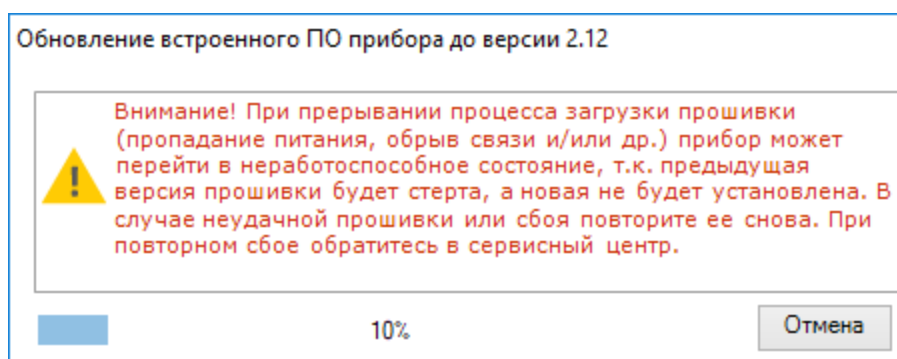 Обновление встроенного ПО прибора до версии 2.12
Внимание! При прерывании процесса загрузки прошивки
(пропадание питания, обрыв связи и/или др.) прибор может
перейти в неработоспособное состояние, т.к. предыдущая
версия прошивки будет стерта, а новая не будет установлена. В
случае неудачной прошивки или сбоя повторите ее снова. При
повторном сбое обратитесь в сервисный центр.
10%
Отмена